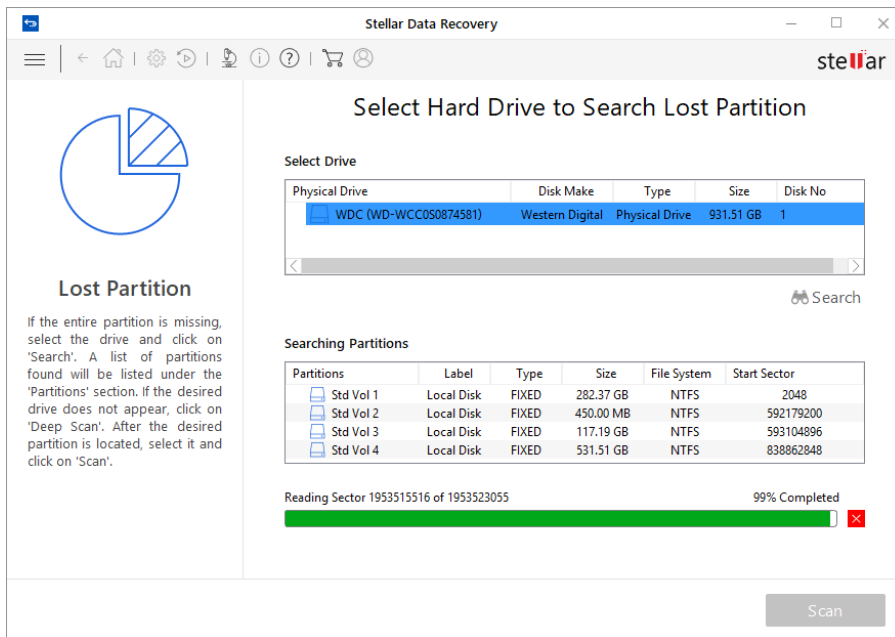 Stellar Data Recovery
stellar
Select Hard Drive to Search Lost Partition
Select Drive
Physical Drive Disk Make Type Size Disk No
WDC (WD-WCC0S0874581) Western Digital Physical Drive 931.51 GB 1
Search
Lost Partition
If the entire partition is missing,
select the drive and click on
'Search'. A list of partitions
found will be listed under the
'Partitions' section. If the desired
drive does not appear, click on
'Deep Scan'. After the desired
partition is located, select it and
click on 'Scan'.
Searching Partitions
Partitions Label Type Size File System Start Sector
Std Vol 1 Local Disk FIXED 282.37 GB NTFS 2048
Std Vol 2 Local Disk FIXED 450.00 MB NTFS 592179200
Std Vol 3 Local Disk FIXED 117.19 GB NTFS 593104896
Std Vol 4 Local Disk FIXED 531.51 GB NTFS 838862848
Reading Sector 1953515516 of 1953523055 99% Completed
Scan